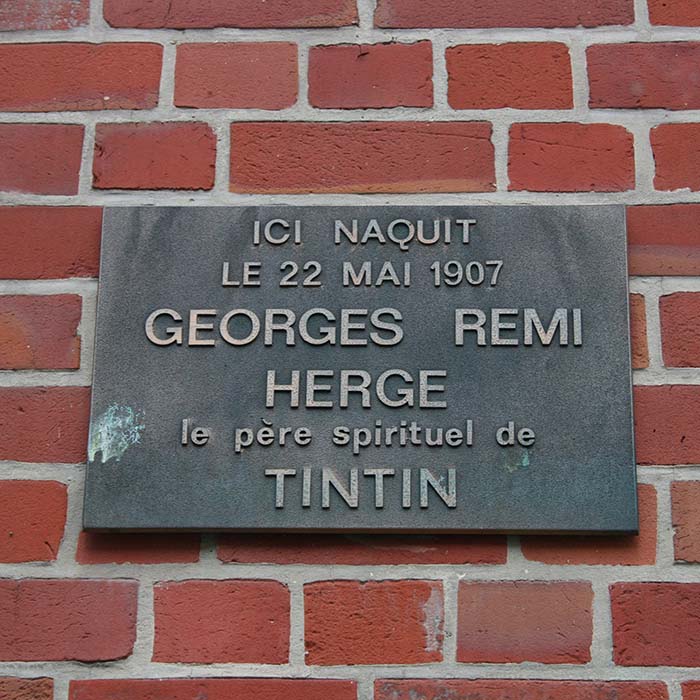 ICI NAQUIT
LE 22 MAI 1907
GEORGES REMI
HERGE
le père spirituel de
TINTIN